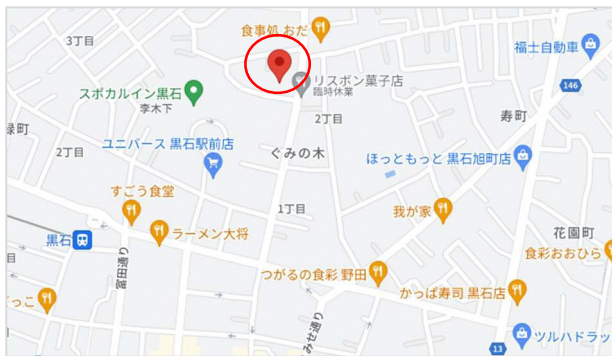 食事処 おだ
3丁目
福士自動車
146
スポカルイン黒石
李木下
リスボン菓子店
臨時休業
寿町
2丁目
緑町
2丁目
ユニバース 黒石駅前店
ぐみの木
ほっともっと 黒石旭町店
すごう食堂
1丁目
我が家
ラーメン大将
花園町
黒石
食彩おおひら
目
富田通り
つがるの食彩 野田
かっぱ寿司 黒石店
っこ
みせ通り
ツルハドラッ
13